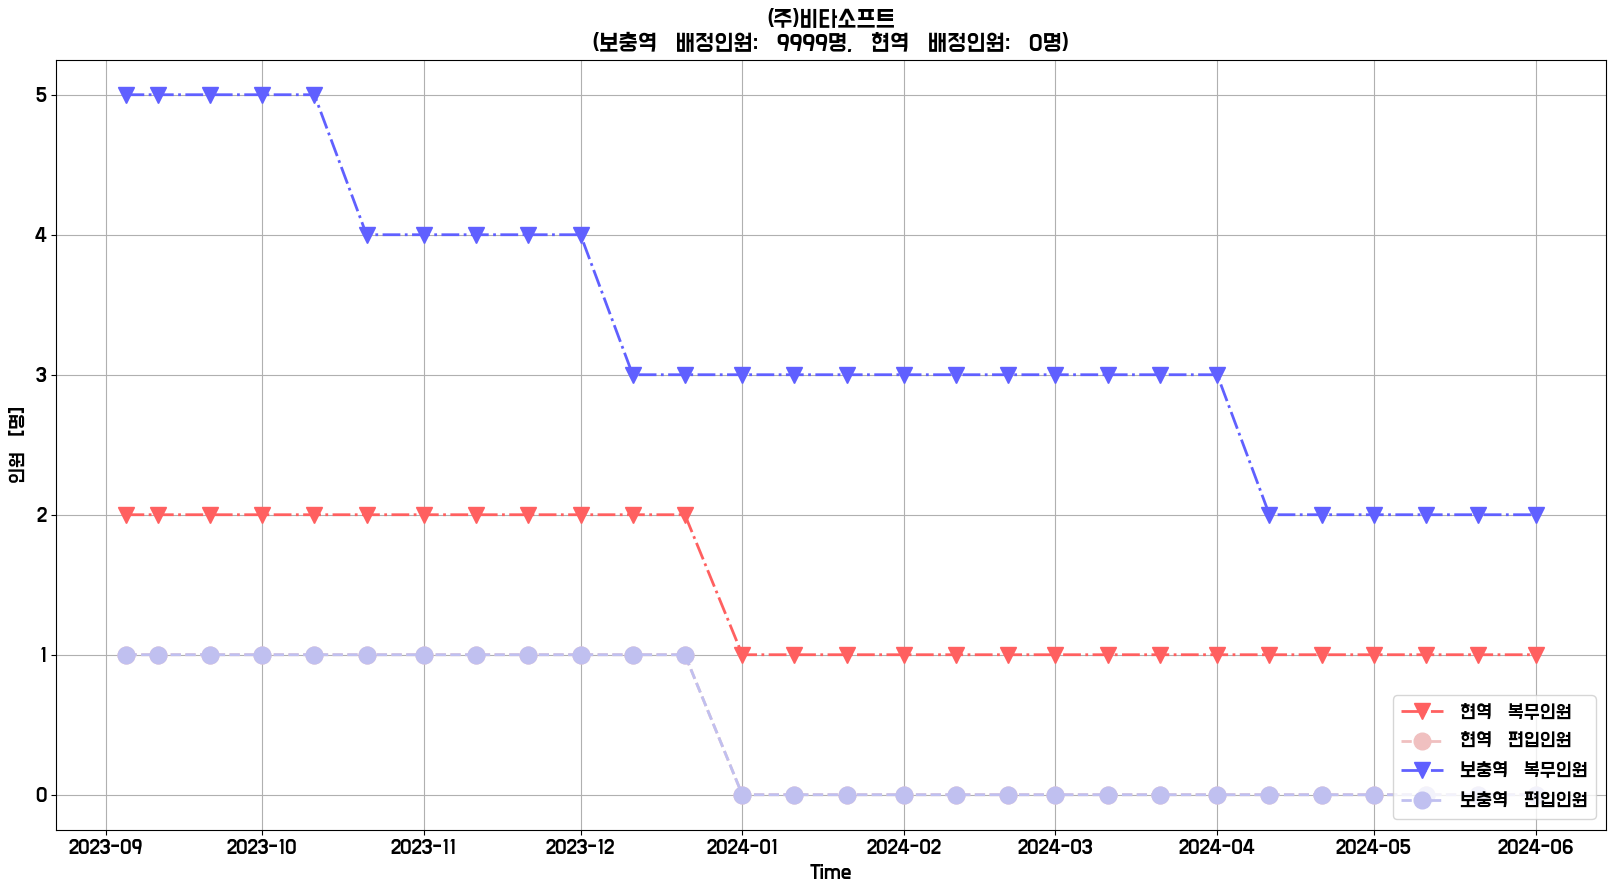 (주)비타소프트
(보충역 배정인원: 9999명, 현역 배정인원: 0명)
5
4
3
2
1
0
인원 [명]
2023-09 2023-10 2023-11 2023-12 2024-01 2024-02 2024-03 2024-04 2024-05 2024-06
Time
현역 복무인원
현역 편입인원
보충역 복무인원
보충역 편입인원